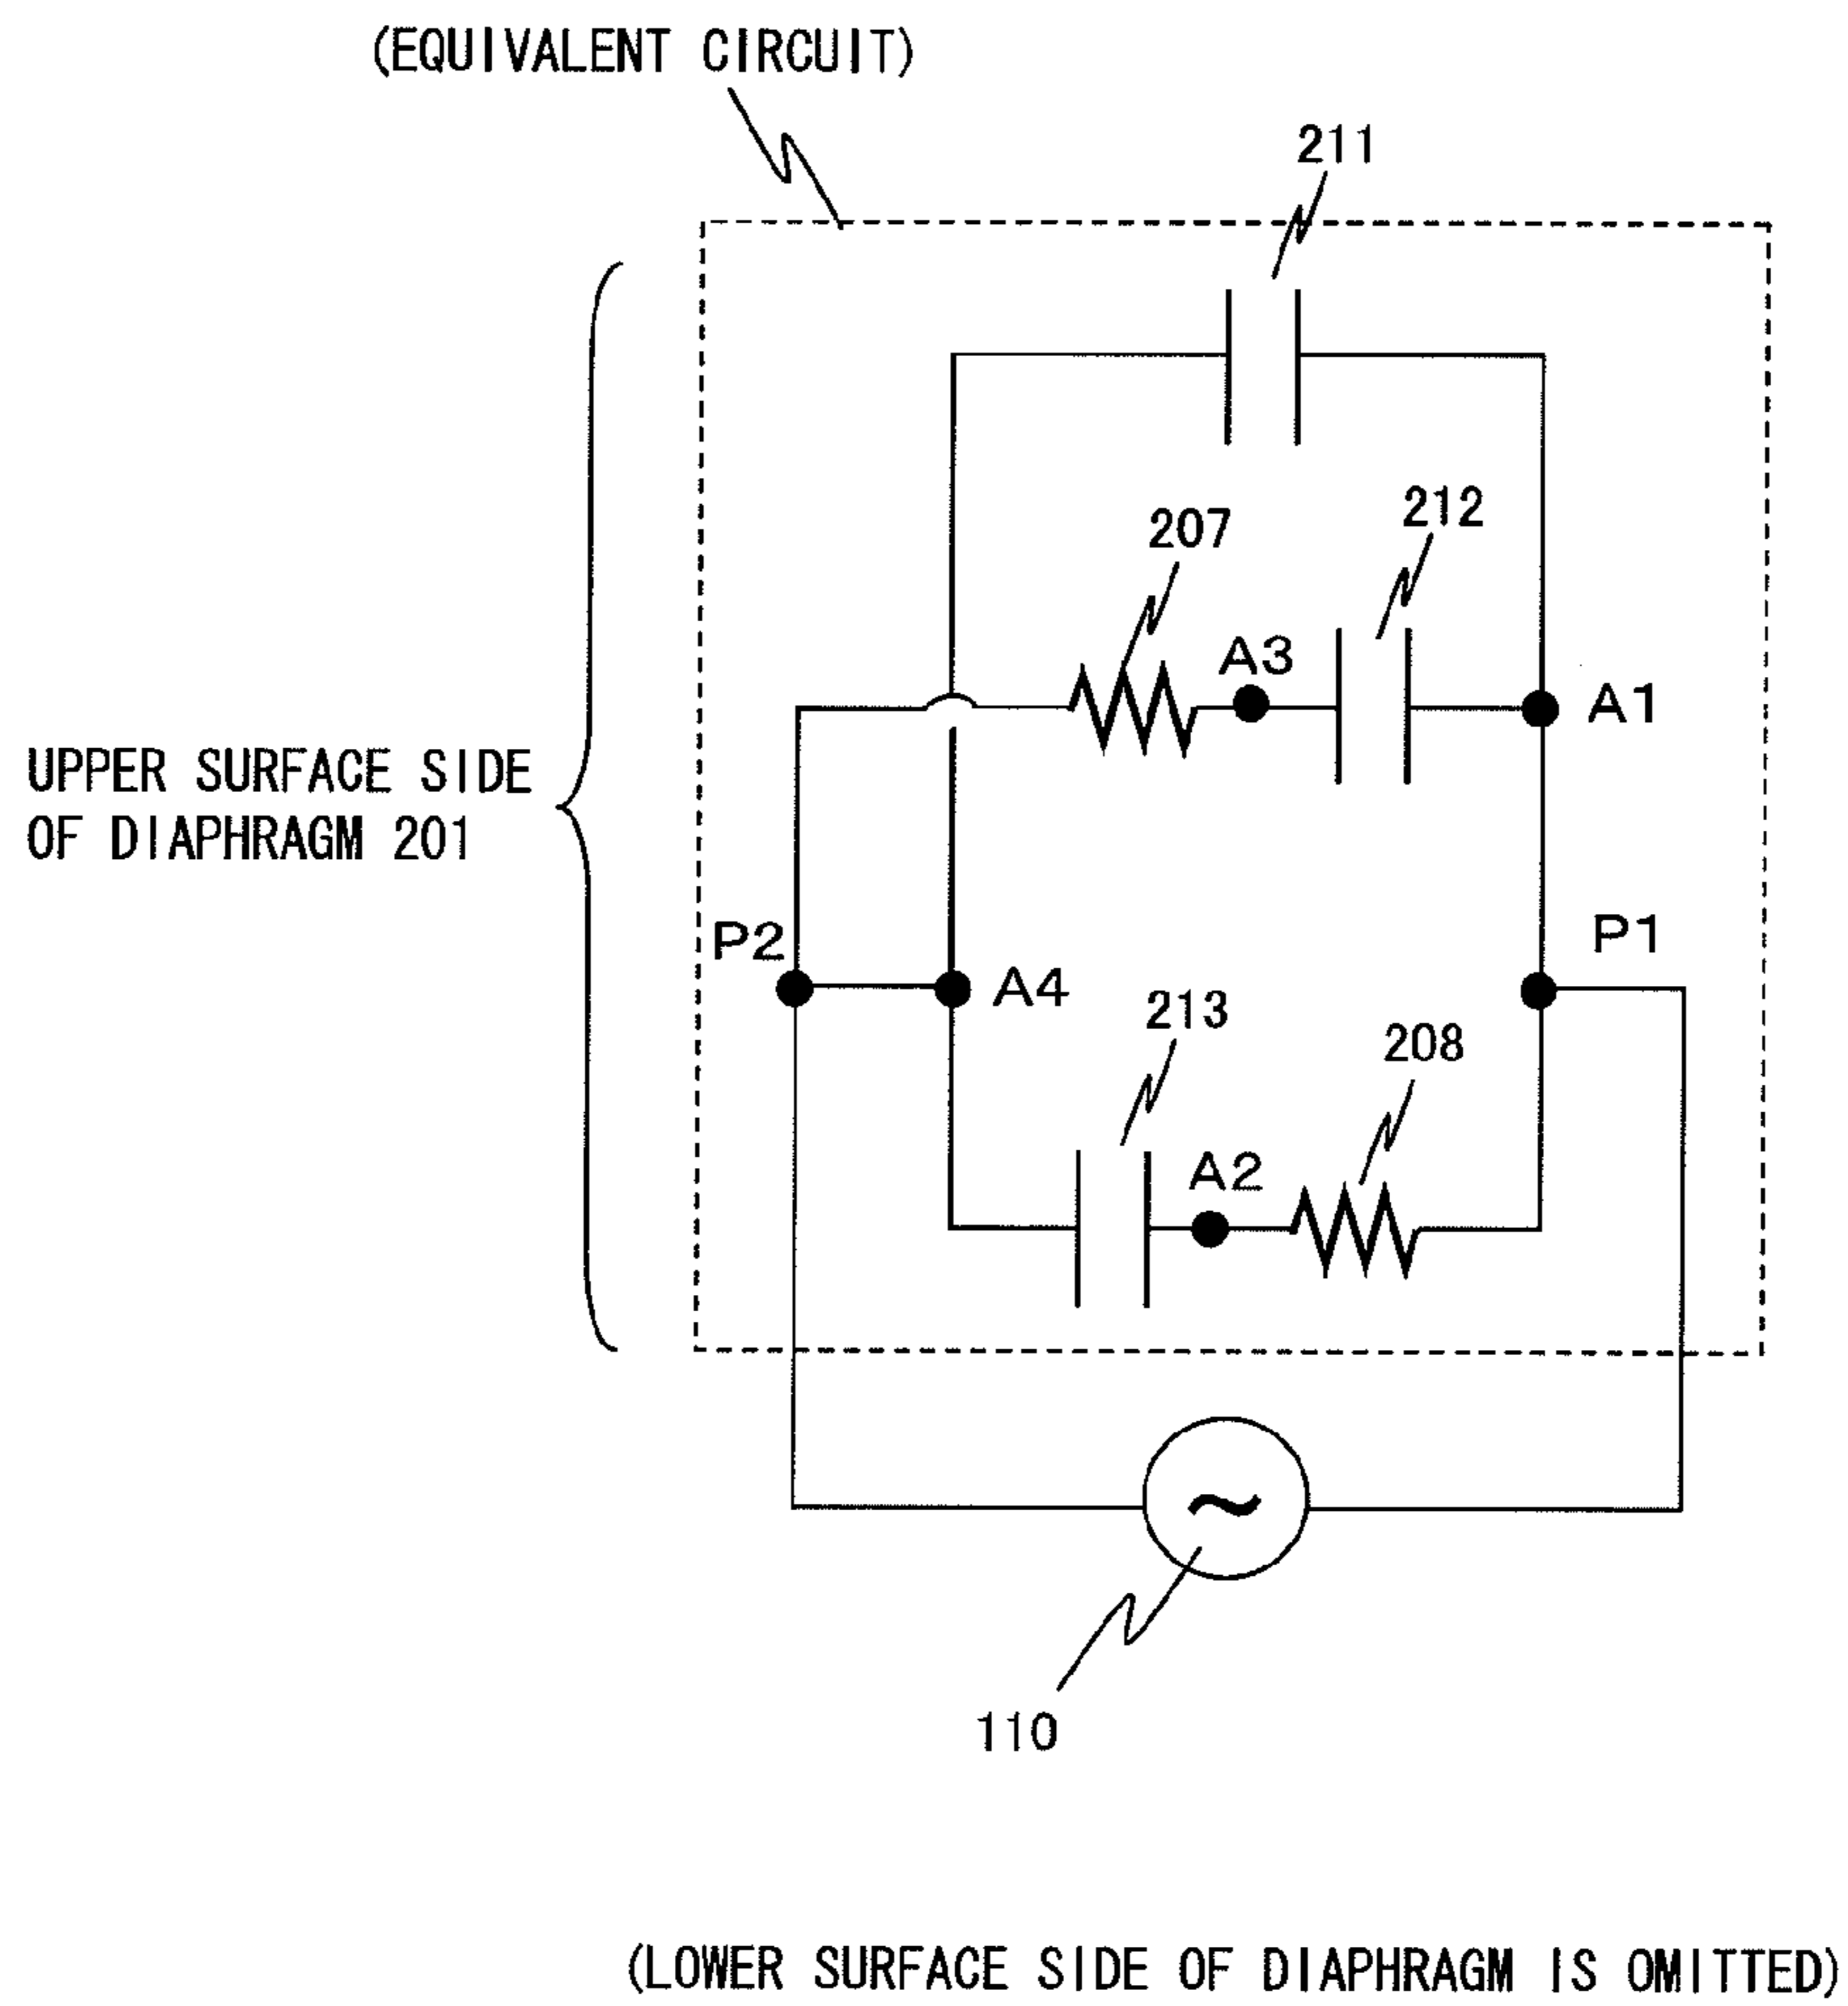 (EQUIVALENT CIRCUIT)
211
212
207
A3
A1
UPPER SURFACE SIDE
OF DIAPHRAGM 201
P2
P1
A4
213
208
A2
~
110
(LOWER SURFACE SIDE OF DIAPHRAGM IS OMITTED)